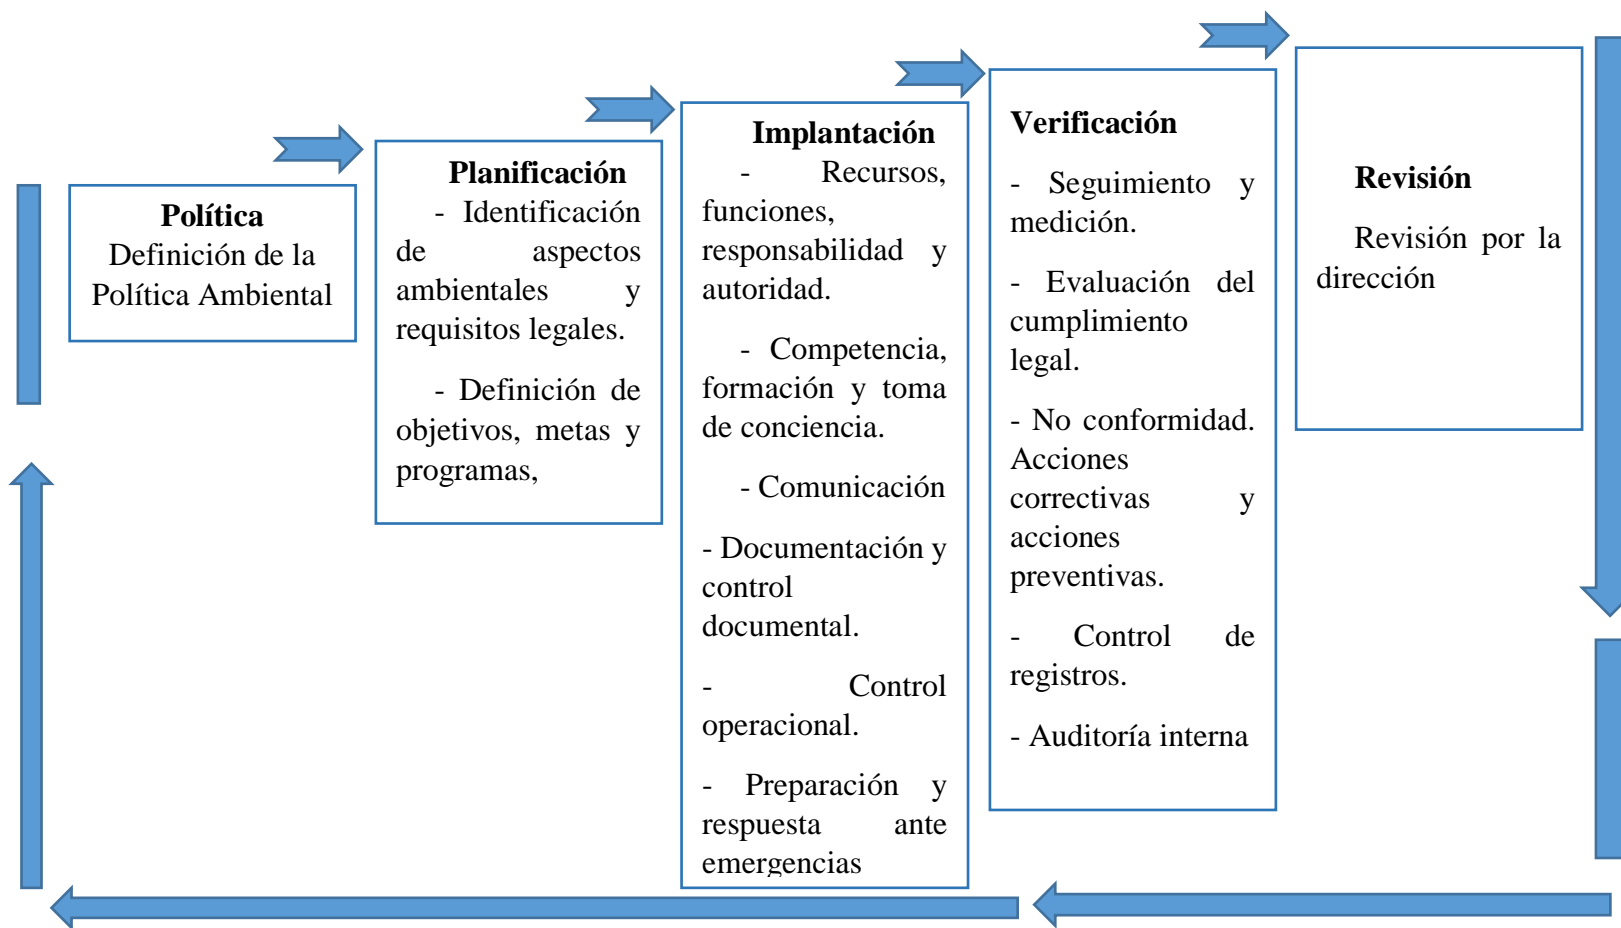 Política
Definición de la
Política Ambiental
Planificación
- Identificación
de aspectos
ambientales y
requisitos legales.
- Definición de
objetivos, metas y
programas,
Implantación
- Recursos,
funciones,
responsabilidad y
autoridad.
- Competencia,
formación y toma
de conciencia.
- Comunicación
- Documentación y
control
documental.
- Control
operacional.
- Preparación y
respuesta ante
emergencias
Verificación
- Seguimiento y
medición.
- Evaluación del
cumplimiento
legal.
- No conformidad.
Acciones
correctivas y
acciones
preventivas.
- Control de
registros.
- Auditoría interna
Revisión
Revisión por la
dirección